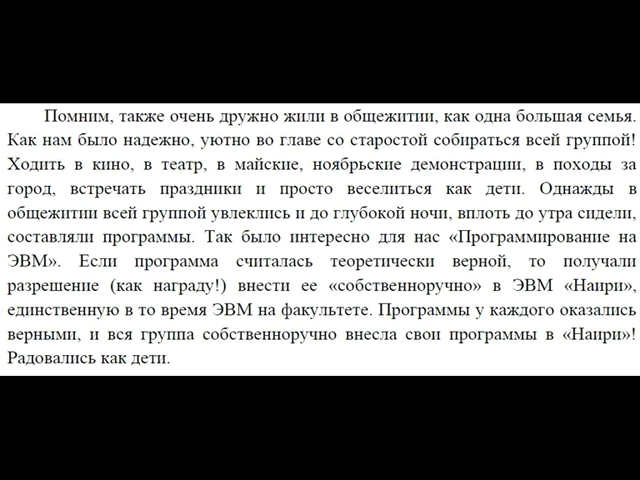 Помним, также очень дружно жили в общежитии, как одна большая семья.
Как нам было надежно, уютно во главе со старостой собираться всей группой!
Ходить в кино, в театр, в майские, ноябрьские демонстрации, в походы за
город, встречать праздники и просто веселиться как дети. Однажды в
общежитии всей группой увлеклись и до глубокой ночи, вплоть до утра сидели,
составляли программы. Так было интересно для нас «Программирование на
ЭВМ». Если программа считалась теоретически верной, то получали
разрешение (как награду!) внести ее «собственноручно» в ЭВМ «Наири»,
единственную в то время ЭВМ на факультете. Программы у каждого оказались
верными, и вся группа собственноручно внесла свои программы в «Наири»!
Радовались как дети.